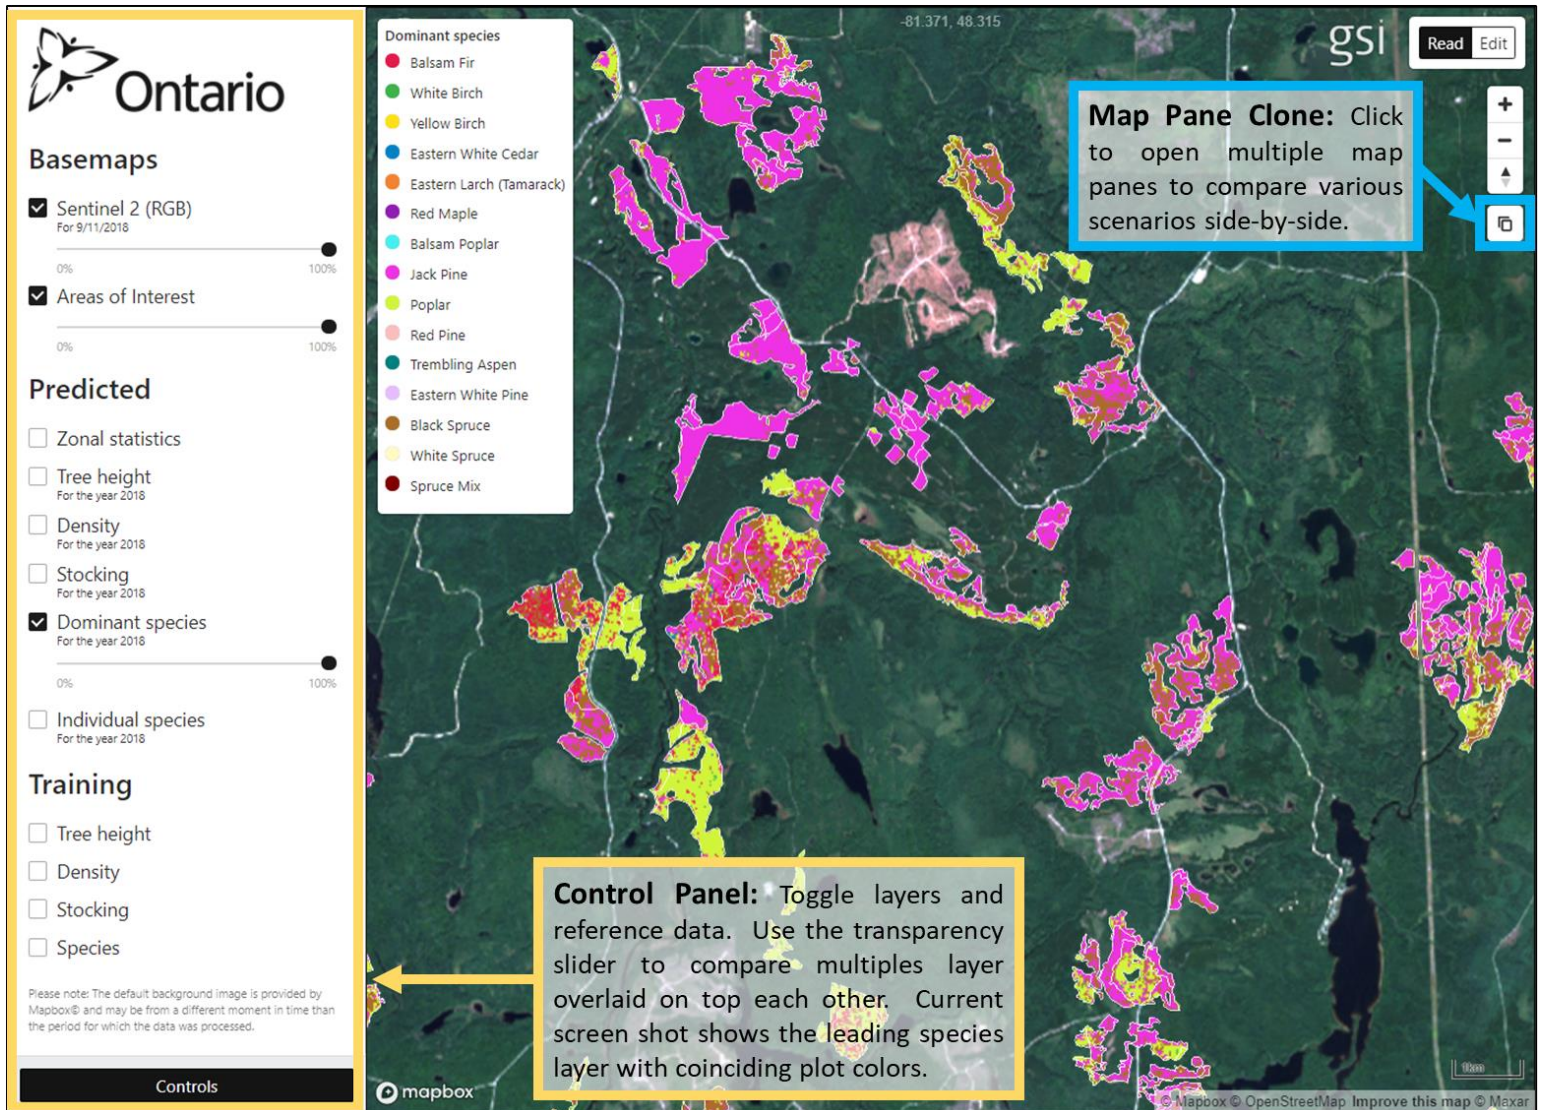 Ontario
Basemaps
Sentinel 2 (RGB)
For 9/11/2018
0% 100%
Areas of Interest
0% 100%
Predicted
Zonal statistics
Tree height
For the year 2018
Density
For the year 2018
Stocking
For the year 2018
Dominant species
For the year 2018
0% 100%
Individual species
For the year 2018
Training
Tree height
Density
Stocking
Species
Please note: The default background image is provided by
Mapbox© and may be from a different moment in time than
the period for which the data was processed.
Controls
Dominant species
Balsam Fir
White Birch
Yellow Birch
Eastern White Cedar
Eastern Larch (Tamarack)
Red Maple
Balsam Poplar
Jack Pine
Poplar
Red Pine
Trembling Aspen
Eastern White Pine
Black Spruce
White Spruce
Spruce Mix
-81.371, 48.315
gsi
Read Edit
Map Pane Clone: Click
to open multiple map
panes to compare various
scenarios side-by-side.
Control Panel: Toggle layers and
reference data. Use the transparency
slider to compare multiples layer
overlaid on top each other. Current
screen shot shows the leading species
layer with coinciding plot colors.
mapbox
1km
© Mapbox © OpenStreetMap Improve this map © Maxar